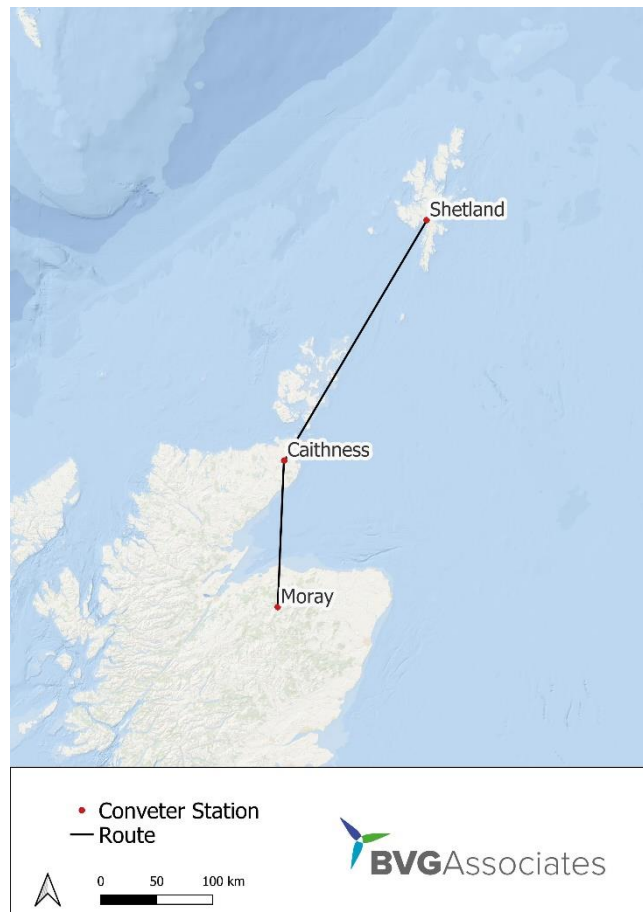 Shetland
Caithness
Moray
Conveter Station
Route
0 50 100 km
BVGAssociates